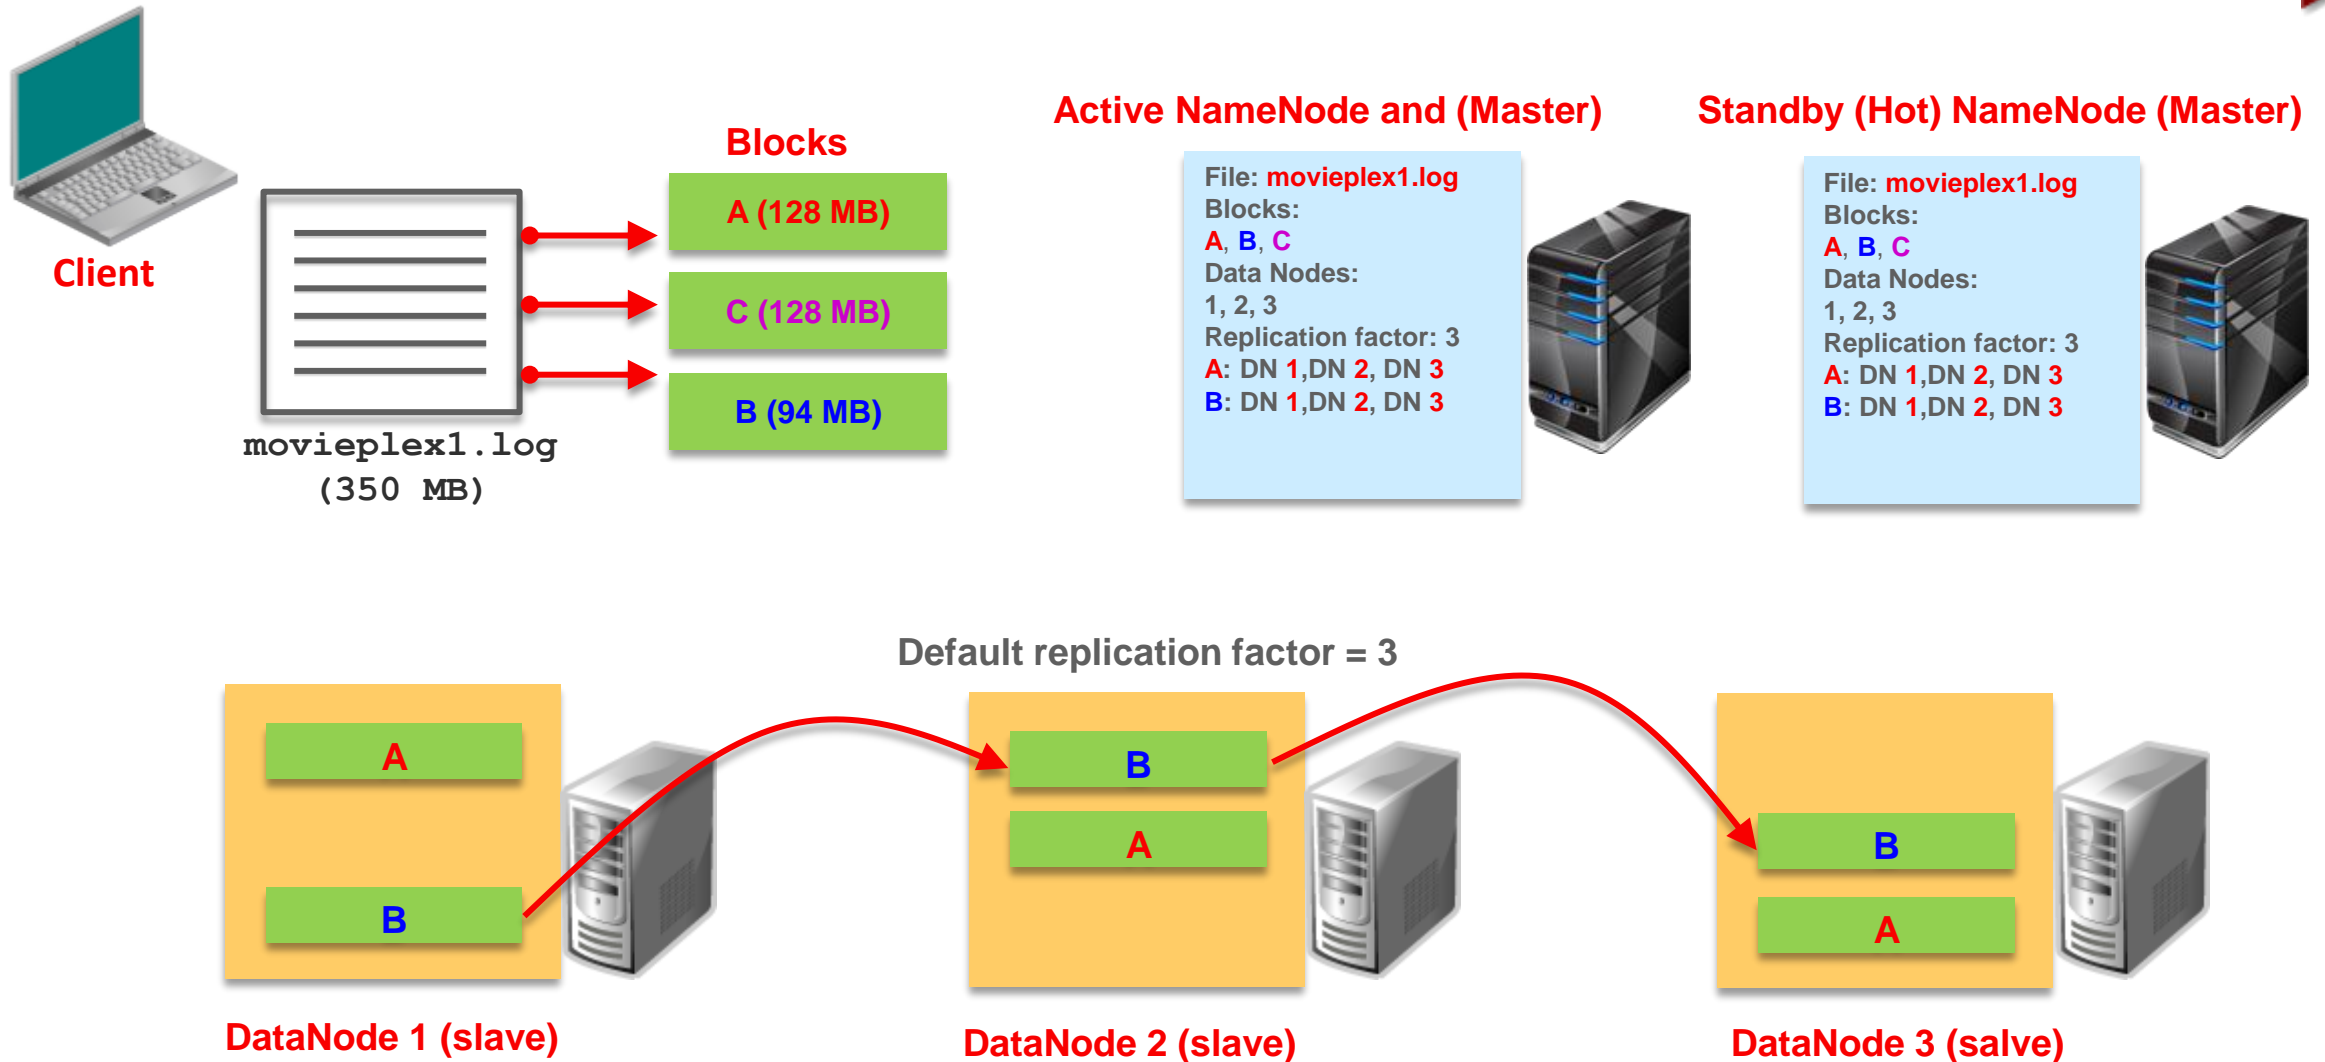 Client
movieplex1.log
(350 MB)
Blocks
A (128 MB)
C (128 MB)
B (94 MB)
Active NameNode and (Master)
File: movieplex1.log
Blocks:
A, B, C
Data Nodes:
1, 2, 3
Replication factor: 3
A: DN 1,DN 2, DN 3
B: DN 1,DN 2, DN 3
Standby (Hot) NameNode (Master)
File: movieplex1.log
Blocks:
A, B, C
Data Nodes:
1, 2, 3
Replication factor: 3
A: DN 1,DN 2, DN 3
B: DN 1,DN 2, DN 3
Default replication factor = 3
A
B
DataNode 1 (slave)
B
A
DataNode 2 (slave)
B
A
DataNode 3 (salve)